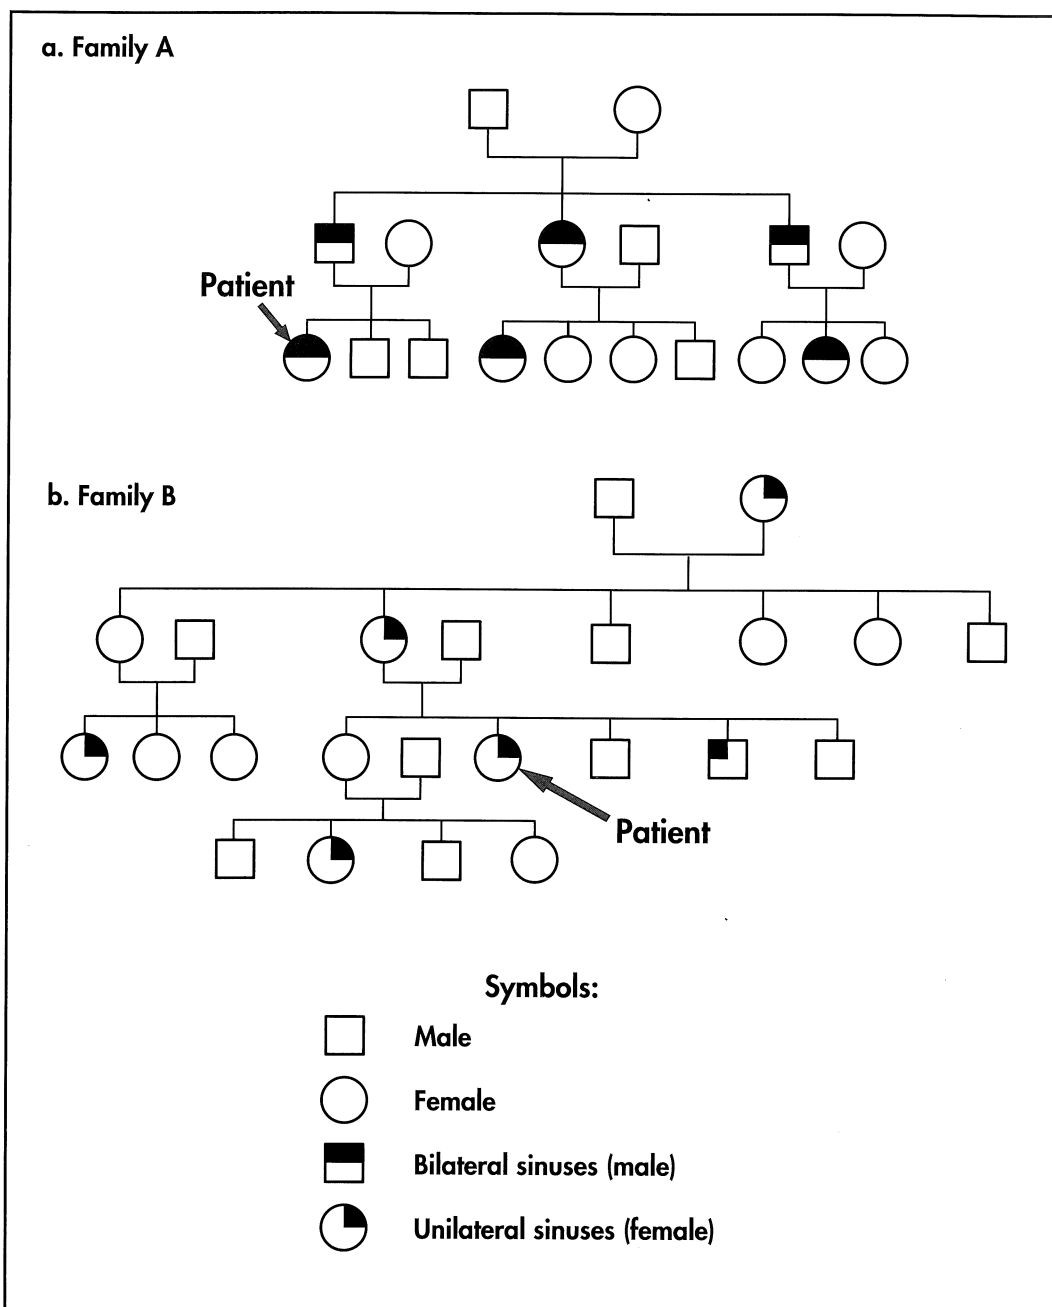 a. Family A
Patient
b. Family B
Patient
Symbols:
Male
Female
Bilateral sinuses (male)
Unilateral sinuses (female)